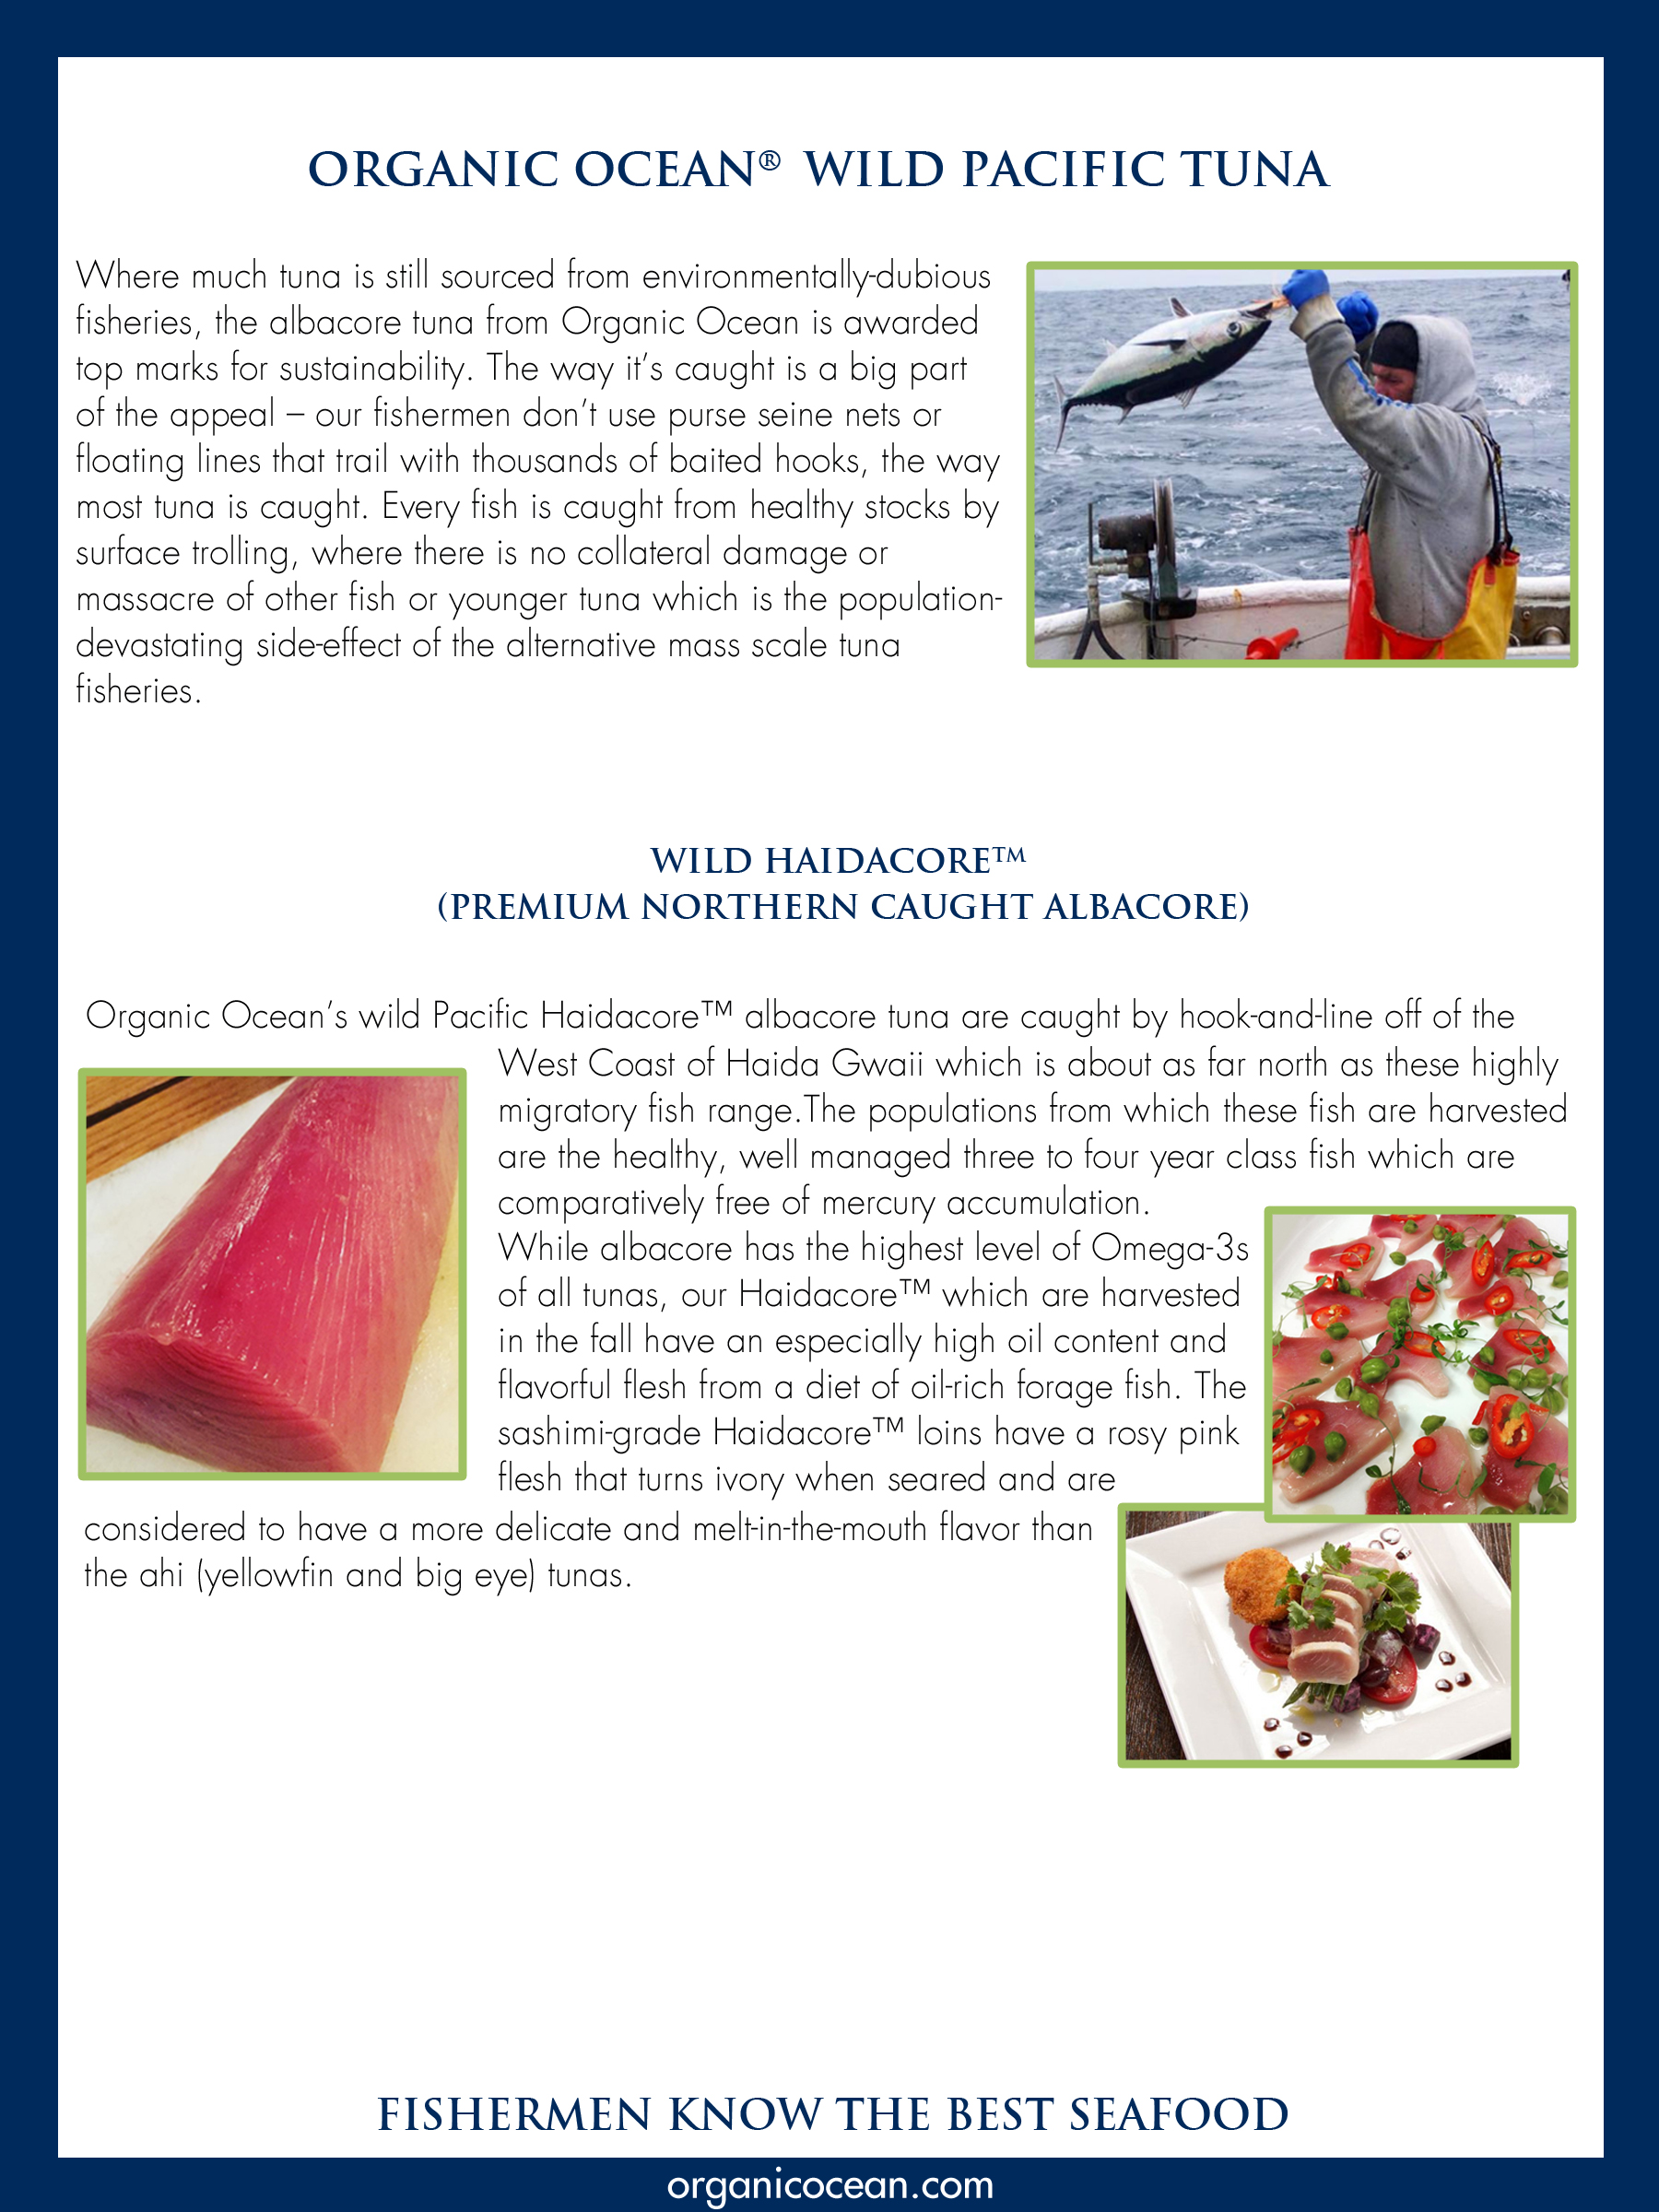 ORGANIC OCEAN® WILD PACIFIC TUNA
Where much tuna is still sourced from environmentally-dubious
fisheries, the albacore tuna from Organic Ocean is awarded
top marks for sustainability. The way it’s caught is a big part
of the appeal – our fishermen don’t use purse seine nets or
floating lines that trail with thousands of baited hooks, the way
most tuna is caught. Every fish is caught from healthy stocks by
surface trolling, where there is no collateral damage or
massacre of other fish or younger tuna which is the population-
devastating side-effect of the alternative mass scale tuna
fisheries.
WILD HAIDACORE™
(PREMIUM NORTHERN CAUGHT ALBACORE)
Organic Ocean’s wild Pacific Haidacore™ albacore tuna are caught by hook-and-line off of the
West Coast of Haida Gwaii which is about as far north as these highly
migratory fish range.The populations from which these fish are harvested
are the healthy, well managed three to four year class fish which are
comparatively free of mercury accumulation.
While albacore has the highest level of Omega-3s
of all tunas, our Haidacore™ which are harvested
in the fall have an especially high oil content and
flavorful flesh from a diet of oil-rich forage fish. The
sashimi-grade Haidacore™ loins have a rosy pink
flesh that turns ivory when seared and are
considered to have a more delicate and melt-in-the-mouth flavor than
the ahi (yellowfin and big eye) tunas.
FISHERMEN KNOW THE BEST SEAFOOD
organicocean.com